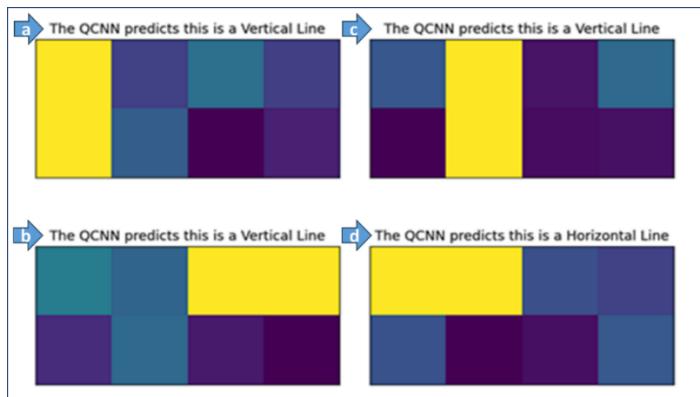 a The QCNN predicts this is a Vertical Line
c The QCNN predicts this is a Vertical Line
b The QCNN predicts this is a Vertical Line
d The QCNN predicts this is a Horizontal Line